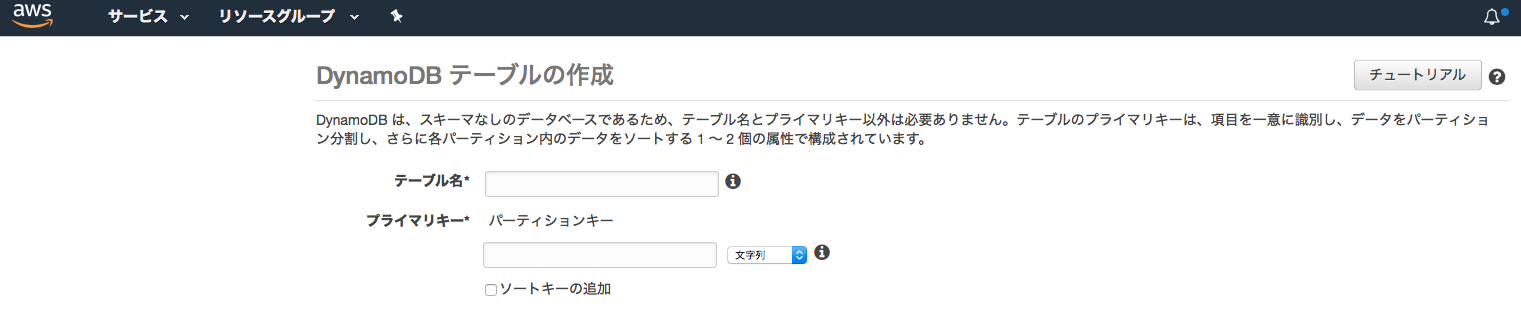 aws サービス リソースグループ
DynamoDB テーブルの作成 チュートリアル
DynamoDB は、スキーマなしのデータベースであるため、テーブル名とプライマリキー以外は必要ありません。テーブルのプライマリキーは、項目を一意に識別し、データをパーティショ
ン分割し、さらに各パーティション内のデータをソートする 1 〜 2 個の属性で構成されています。
テーブル名*
プライマリキー* パーティションキー
文字列
ソートキーの追加